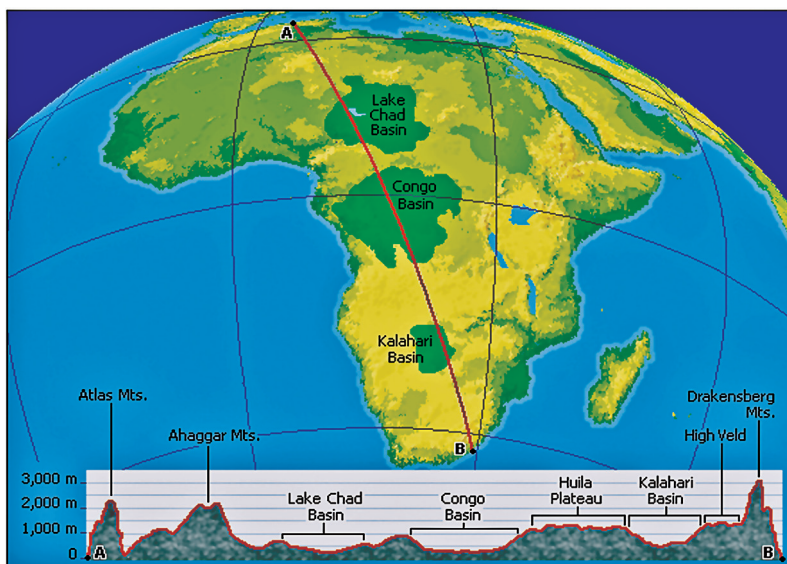 A
Lake
Chad
Basin
Congo
Basin
Kalahari
Basin
B
Atlas Mts.
Ahaggar Mts.
Drakensberg
Mts.
High Veld
3,000 m
2,000 m
1,000 m
0
A
Lake Chad
Basin
Congo
Basin
Huila
Plateau
Kalahari
Basin
B